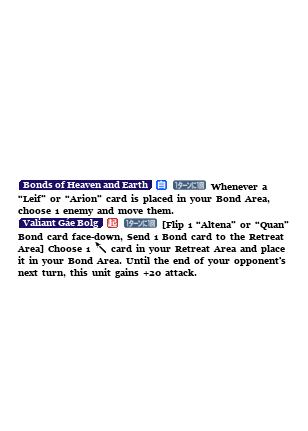 Bonds of Heaven and Earth 自 1ターンに1回 Whenever a
“Leif” or “Arion” card is placed in your Bond Area,
choose 1 enemy and move them.
Valiant Gáe Bolg 起 1ターンに1回 [Flip 1 “Altena” or “Quan”
Bond card face-down, Send 1 Bond card to the Retreat
Area] Choose 1 card in your Retreat Area and place
it in your Bond Area. Until the end of your opponent’s
next turn, this unit gains +20 attack.